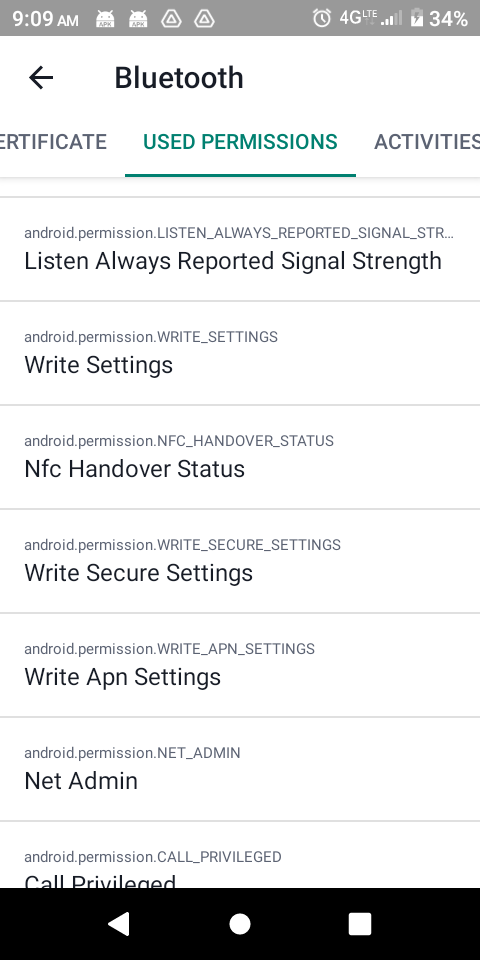 9:09 AM
4G LTE 34%
Bluetooth
ERTIFICATE USED PERMISSIONS ACTIVITIES
android.permission.LISTEN_ALWAYS_REPORTED_SIGNAL_STR...
Listen Always Reported Signal Strength
android.permission.WRITE_SETTINGS
Write Settings
android.permission.NFC_HANDOVER_STATUS
Nfc Handover Status
android.permission.WRITE_SECURE_SETTINGS
Write Secure Settings
android.permission.WRITE_APN_SETTINGS
Write Apn Settings
android.permission.NET_ADMIN
Net Admin
android.permission.CALL_PRIVILEGED
Call Privileged